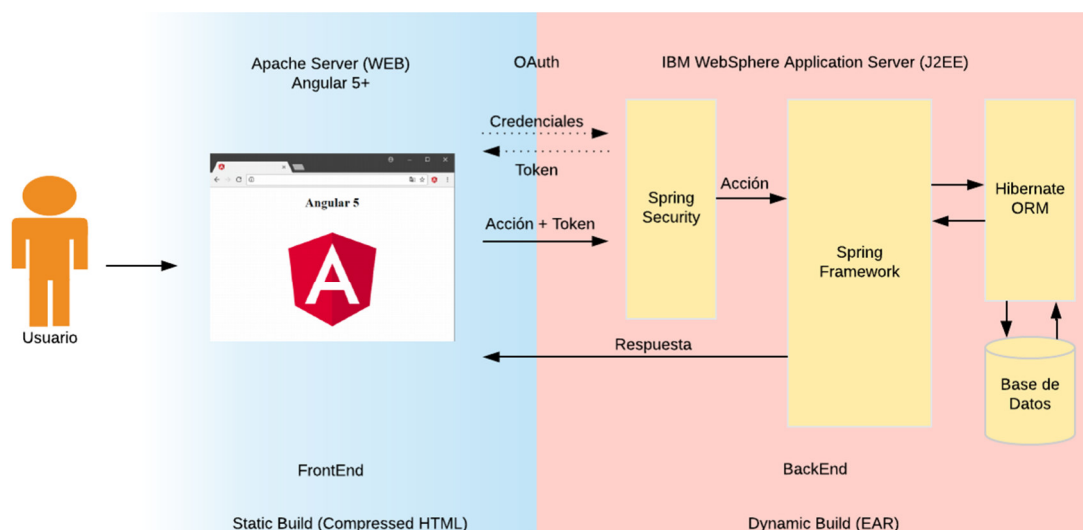 Apache Server (WEB)
Angular 5+
OAuth
IBM WebSphere Application Server (J2EE)
Credenciales
Token
Angular 5
Acción + Token
Spring
Security
Acción
Spring
Framework
Hibernate
ORM
Usuario
Respuesta
Base de
Datos
FrontEnd
BackEnd
Static Build (Compressed HTML)
Dynamic Build (EAR)